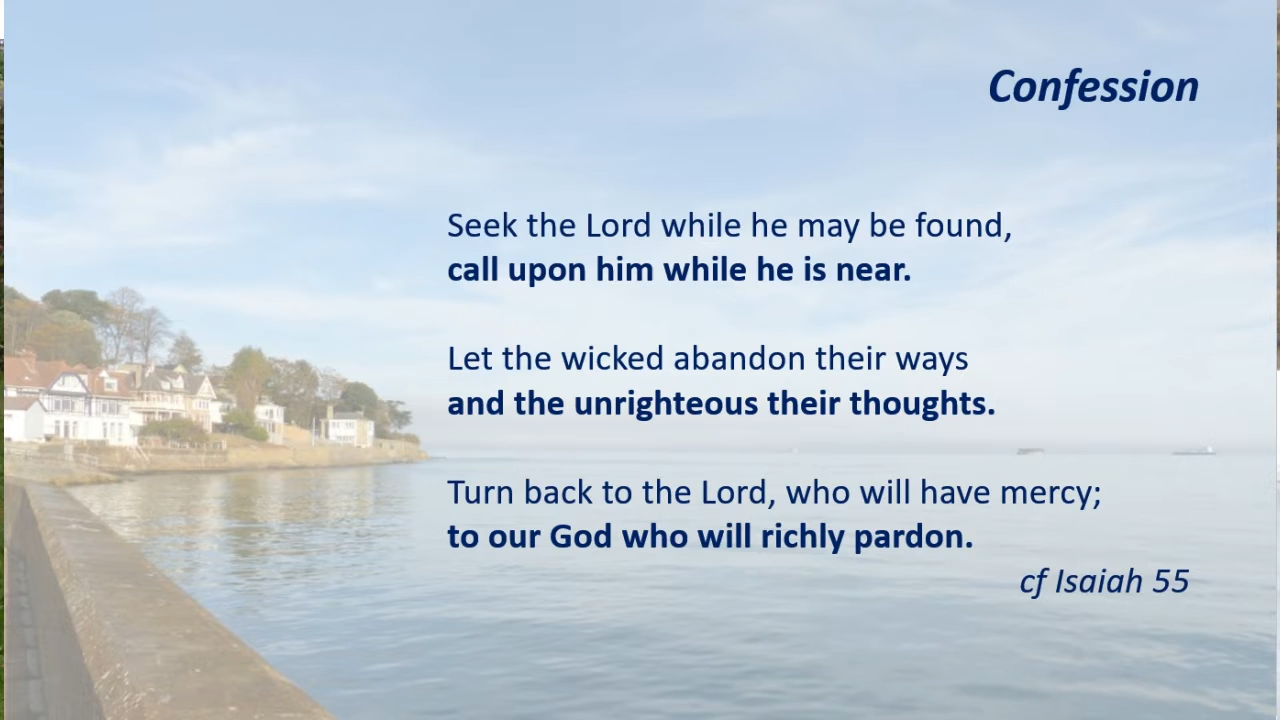 Confession
Seek the Lord while he may be found,
call upon him while he is near.
Let the wicked abandon their ways
and the unrighteous their thoughts.
Turn back to the Lord, who will have mercy;
to our God who will richly pardon.
cf Isaiah 55